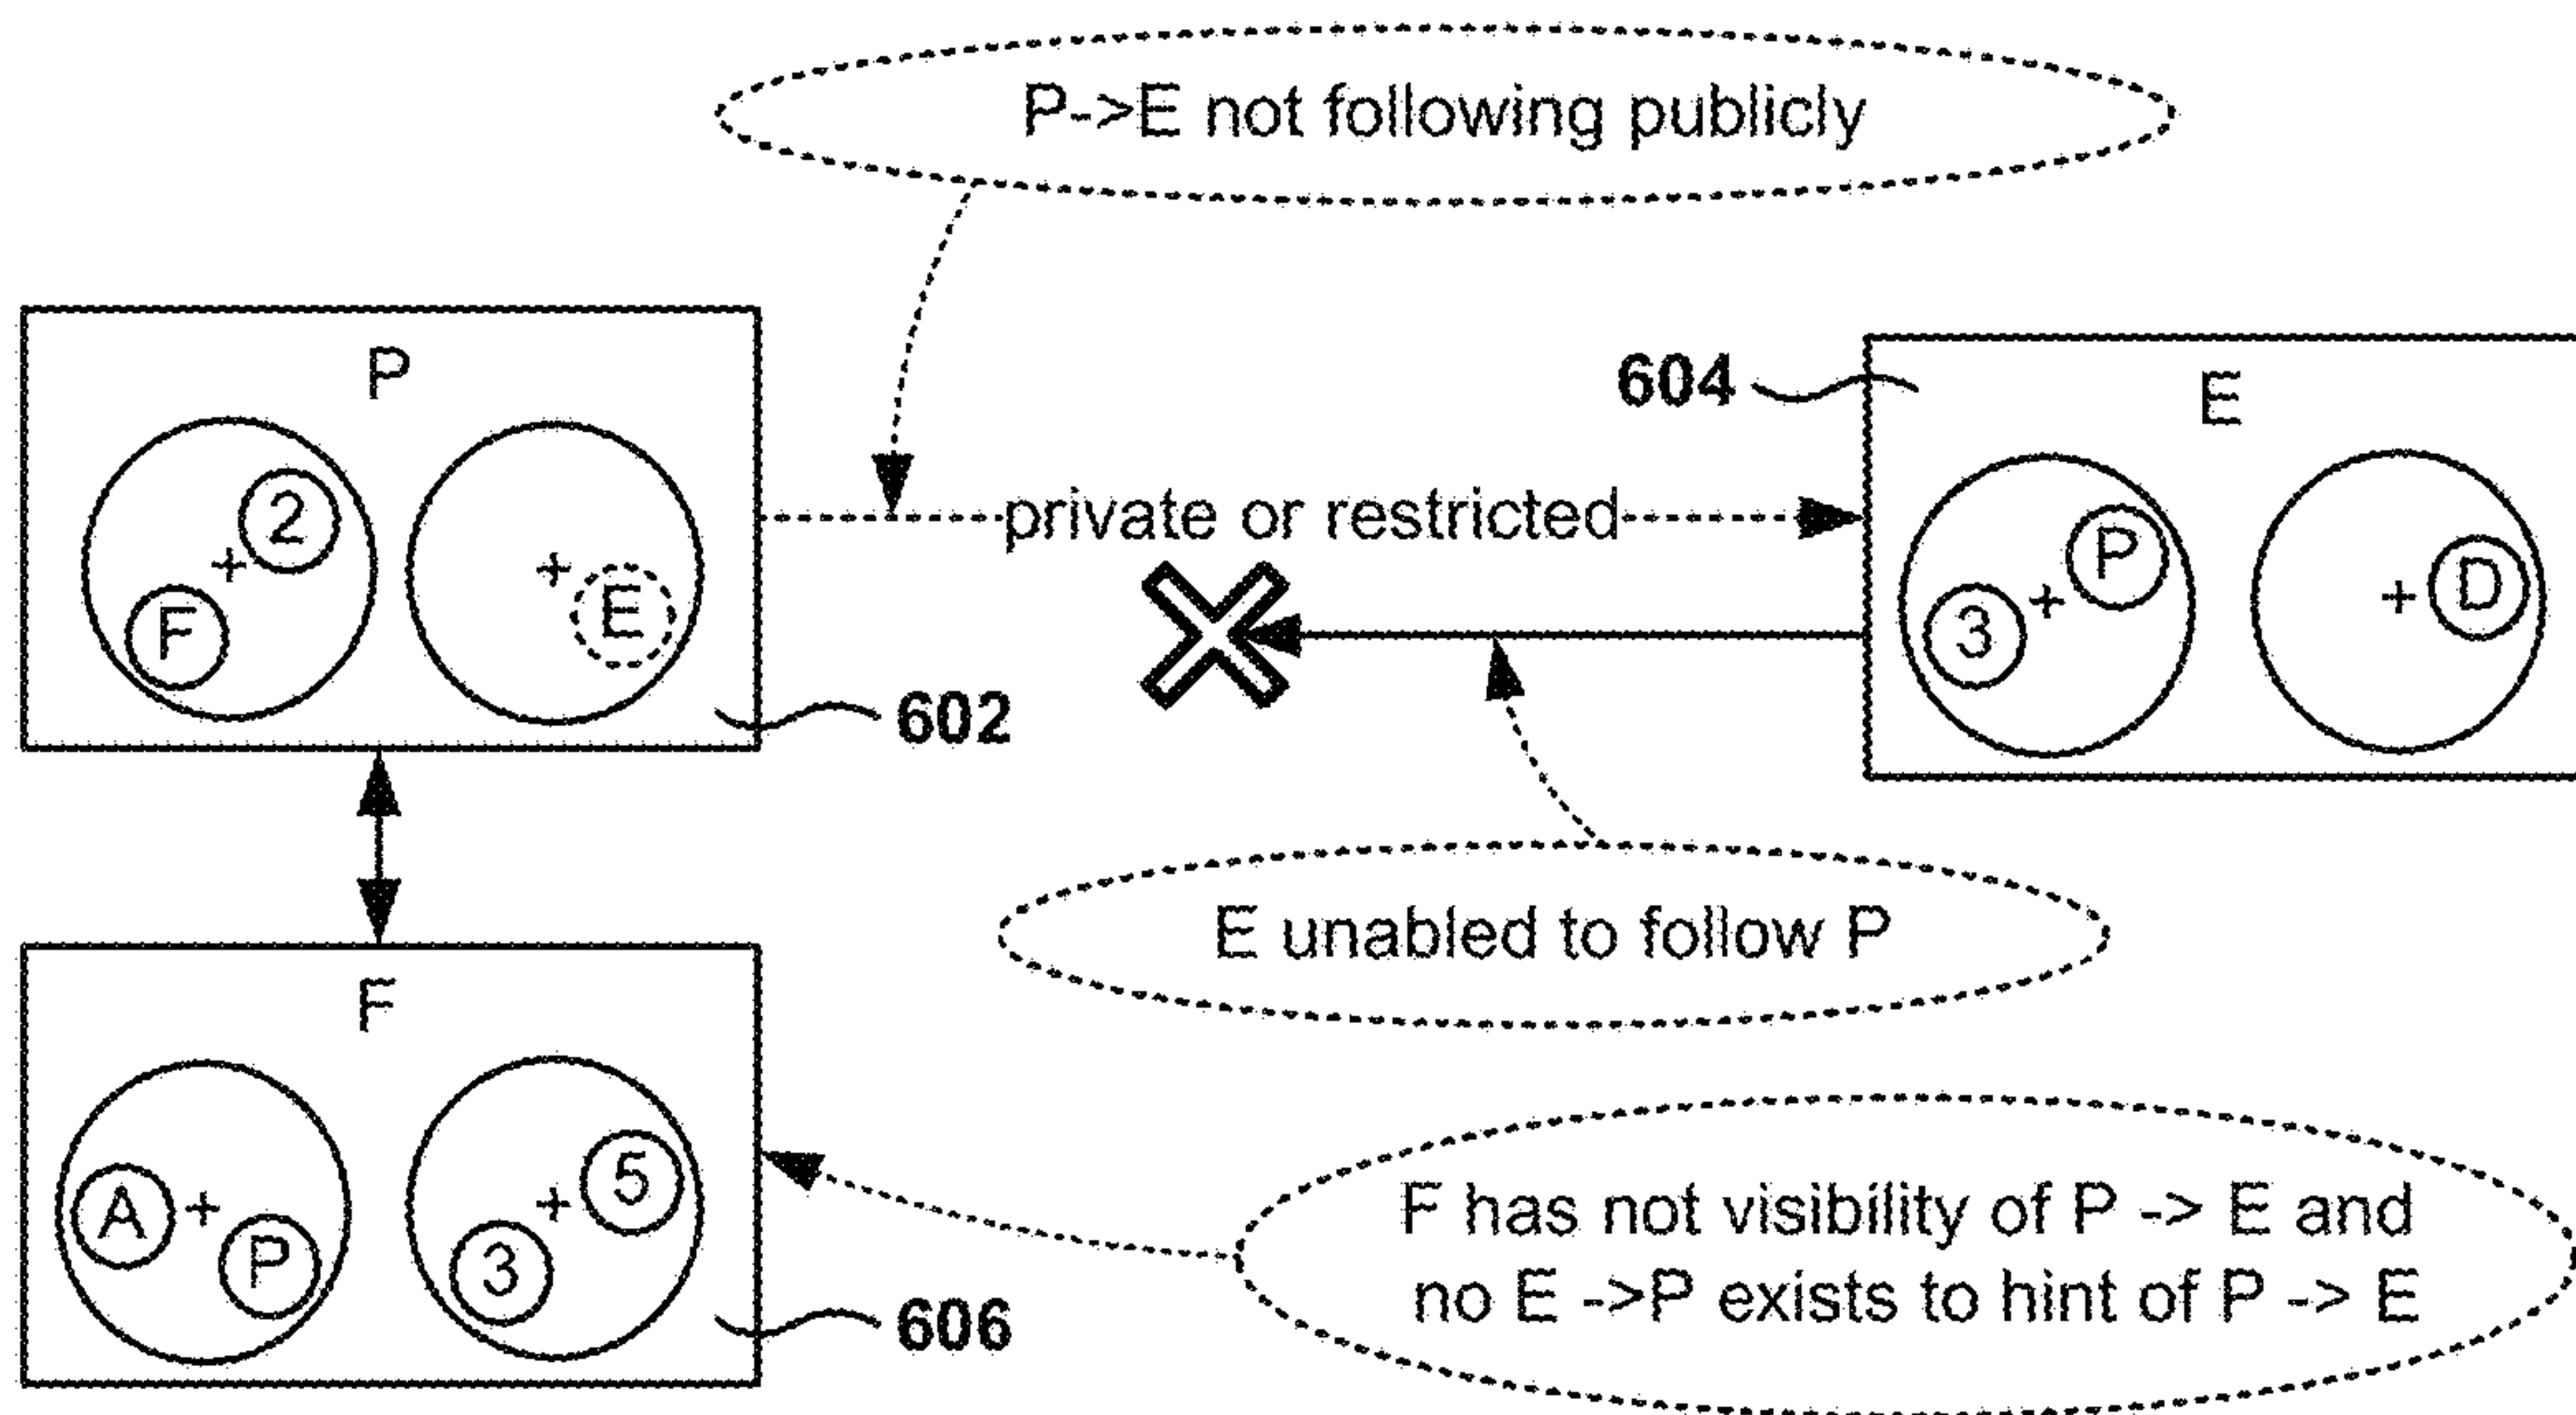 P->E not following publicly
P
2
F
+
+
E
602
private or restricted
604
E
P
3
+
+
D
E unabled to follow P
F
A
+
P
+
5
3
606
F has not visibility of P -> E and
no E ->P exists to hint of P -> E